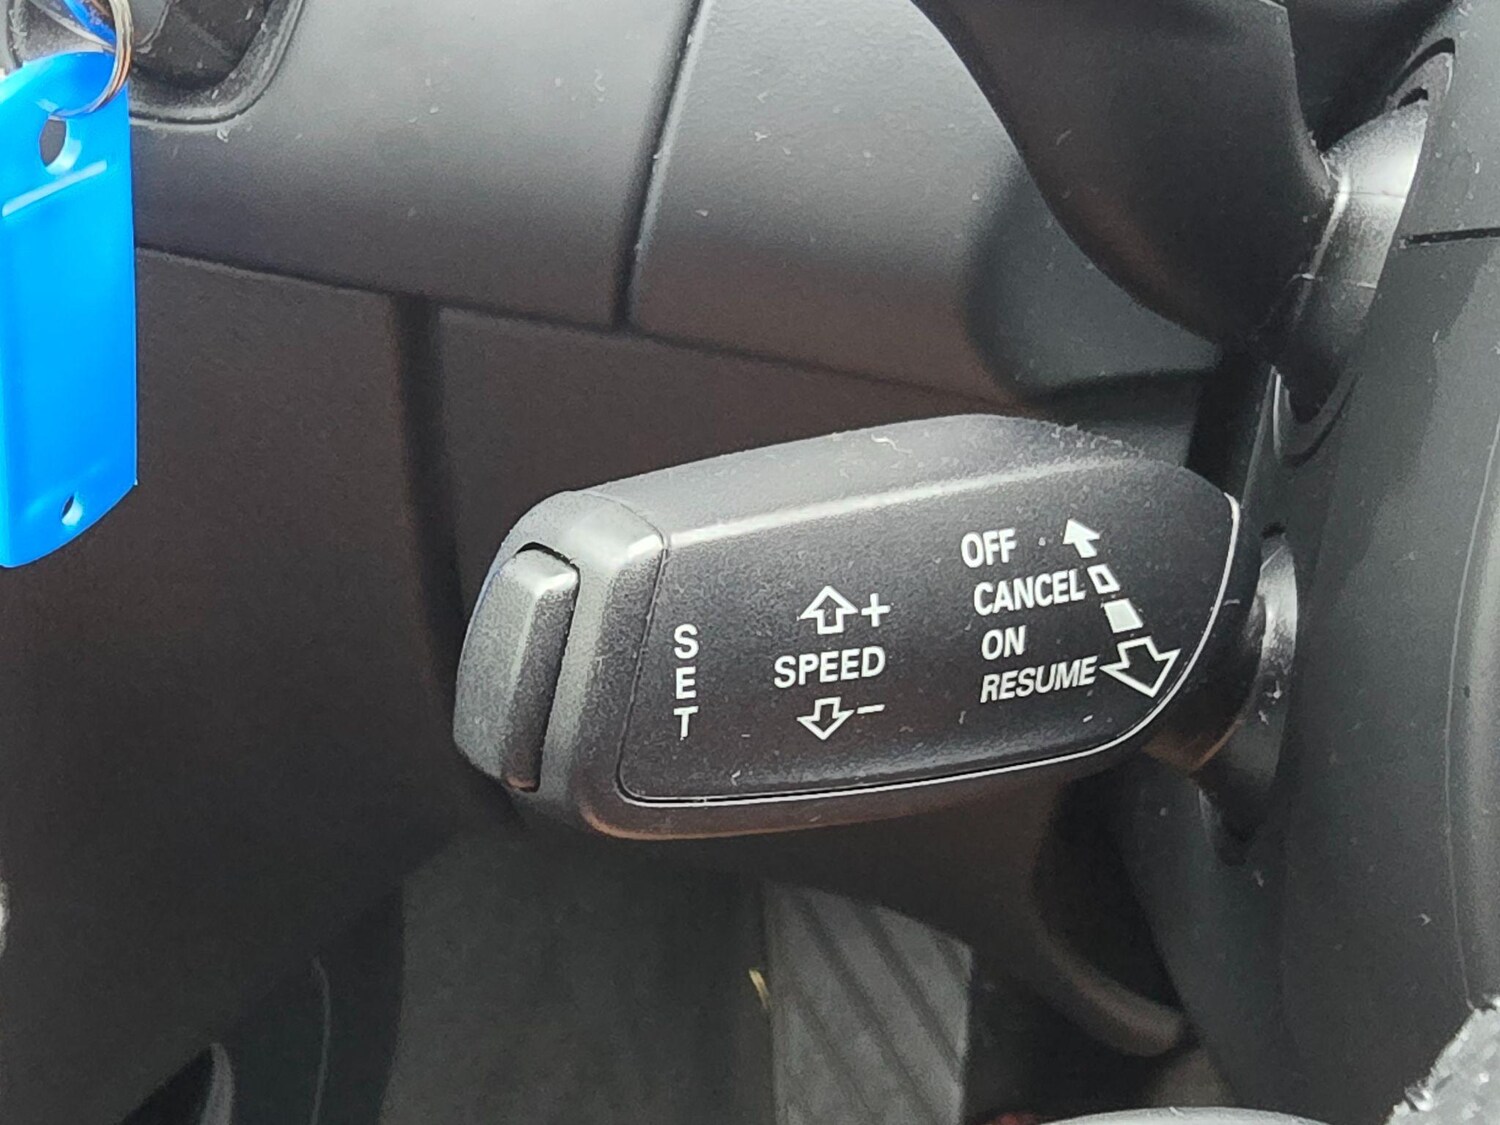 SET
+
SPEED
−
OFF
CANCEL
ON
RESUME